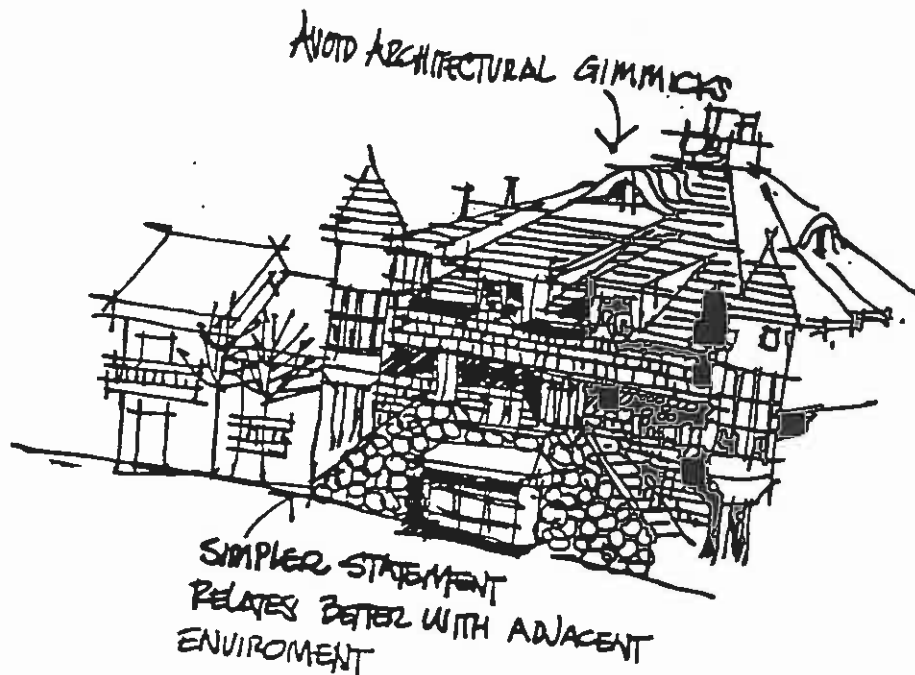 AVOID ARCHITECTURAL GIMMICKS
SIMPLER STATEMENT
RELATES BETTER WITH ADJACENT
ENVIROMENT